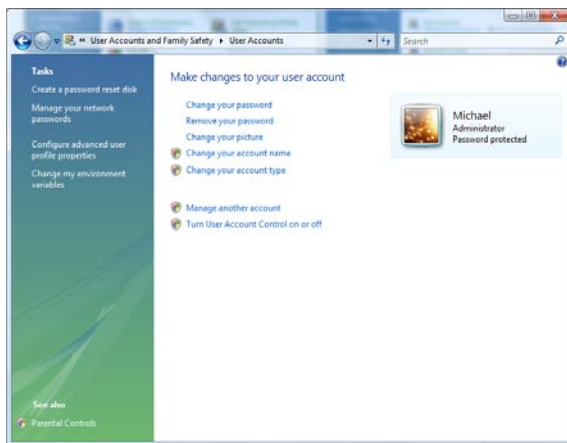 User Accounts and Family Safety
User Accounts
Search
Tasks
Create a password reset disk
Manage your network
passwords
Configure advanced user
profile properties
Change my environment
variables
See also
Parental Controls
Make changes to your user account
Change your password
Remove your password
Change your picture
Change your account name
Change your account type
Manage another account
Turn User Account Control on or off
Michael
Administrator
Password protected